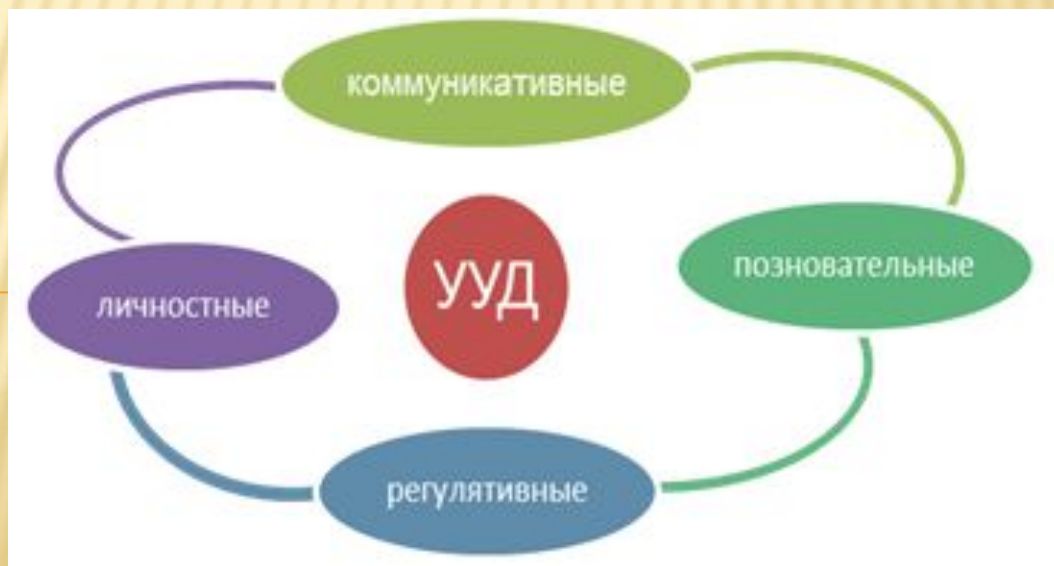 коммуникативные
позновательные
УУД
личностные
регулятивные